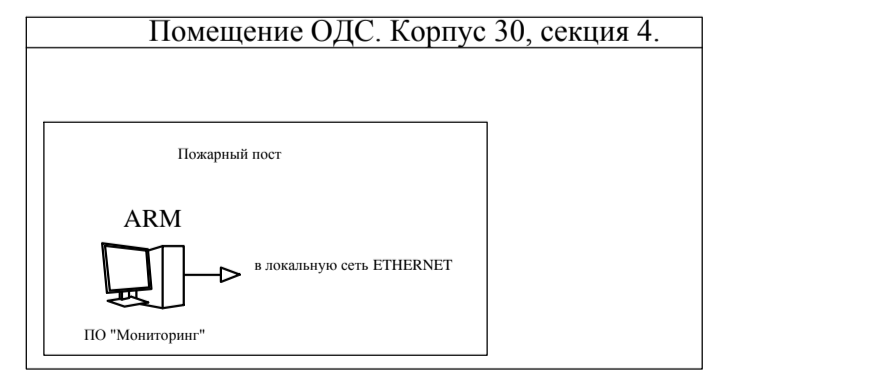 Помещение ОДС. Корпус 30, секция 4.
Пожарный пост
ARM
в локальную сеть ETHERNET
ПО "Мониторинг"